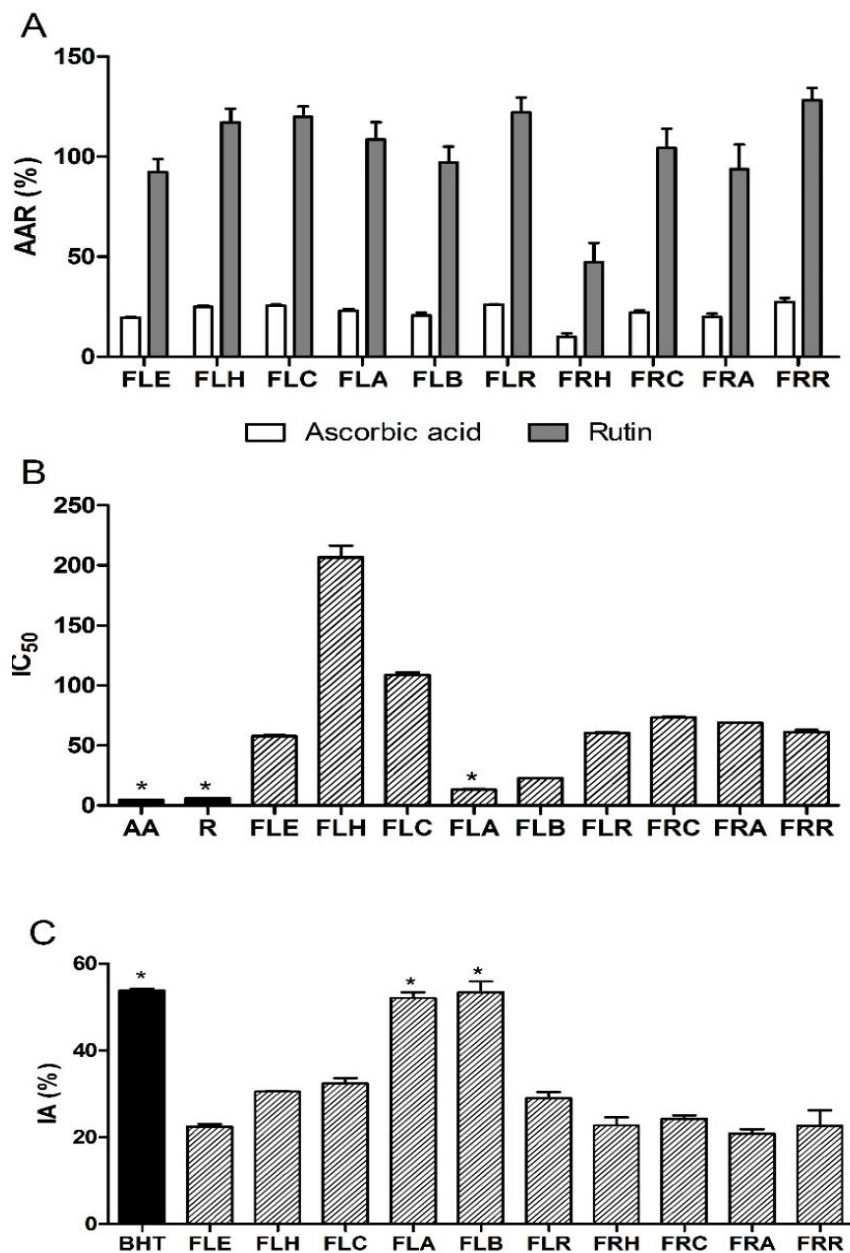 A
AAR (%)
150
100
50
0
FLE FLH FLC FLA FLB FLR FRH FRC FRA FRR
Ascorbic acid Rutin
B
IC50
250
200
150
100
50
0
* * *
AA R FLE FLH FLC FLA FLB FLR FRC FRA FRR
C
IA (%)
60
40
20
0
* * *
BHT FLE FLH FLC FLA FLB FLR FRH FRC FRA FRR